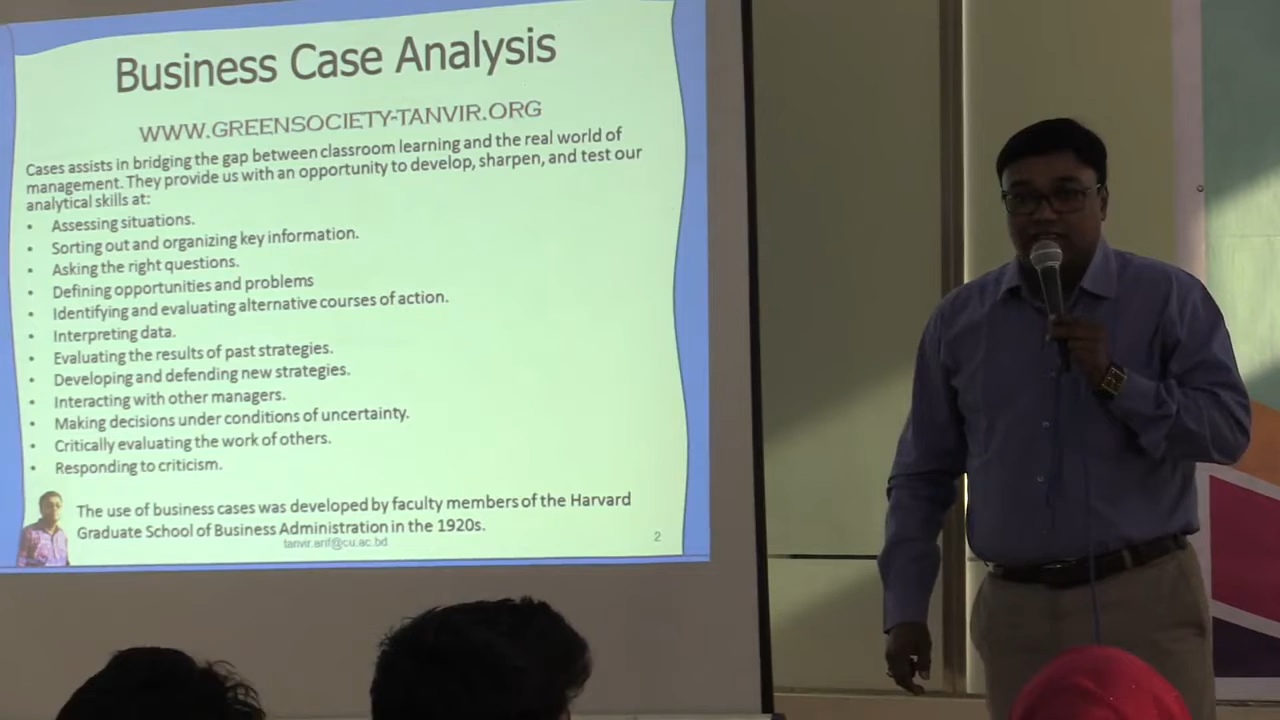 Business Case Analysis
WWW.GREENSOCIETY-TANVIR.ORG
Cases assists in bridging the gap between classroom learning and the real world of
management. They provide us with an opportunity to develop, sharpen, and test our
analytical skills at:
• Assessing situations.
• Sorting out and organizing key information.
• Asking the right questions.
• Defining opportunities and problems
• Identifying and evaluating alternative courses of action.
• Interpreting data.
• Evaluating the results of past strategies.
• Developing and defending new strategies.
• Interacting with other managers.
• Making decisions under conditions of uncertainty.
• Critically evaluating the work of others.
• Responding to criticism.
The use of business cases was developed by faculty members of the Harvard
Graduate School of Business Administration in the 1920s.
tanvir.arif@cu.ac.bd
2